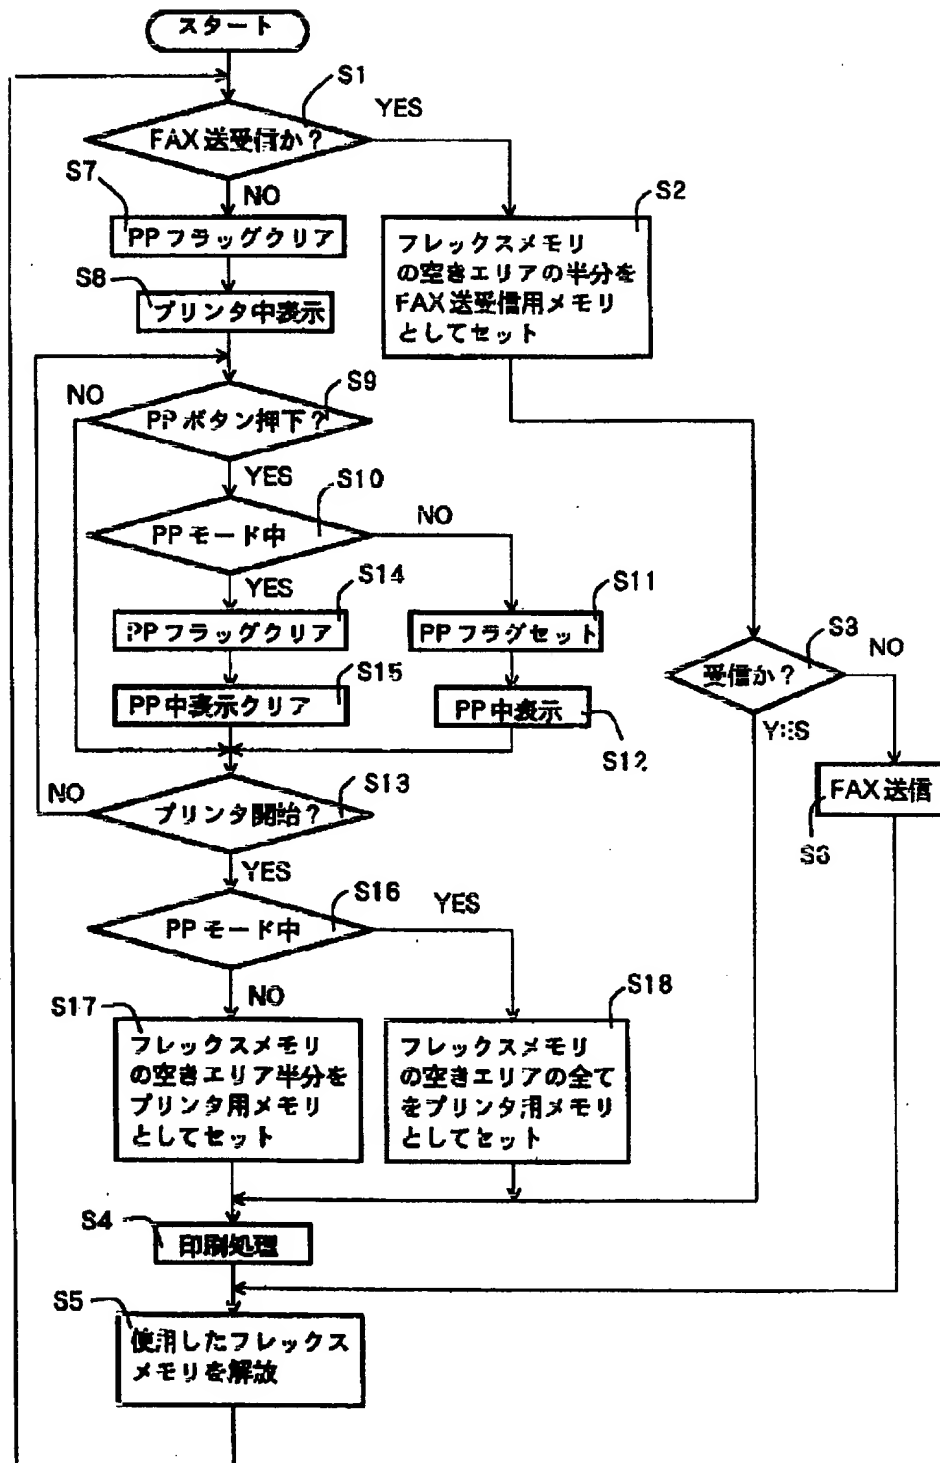 スタート
S1
YES
FAX送受信か？
S7
NO
S2
PPフラッグクリア
フレックスメモリ
の空きエリアの半分を
FAX送受信用メモリ
としてセット
S8
プリンタ中表示
NO
S9
PPボタン押下？
YES
S10
NO
PPモード中
YES
S14
S11
PPフラッグクリア
PPフラグセット
S15
S3
NO
受信か？
PP中表示クリア
PP中表示
S12
YES
NO
S13
プリンタ開始？
FAX送信
S6
YES
S16
YES
PPモード中
NO
S17
S18
フレックスメモリ
の空きエリア半分を
プリンタ用メモリ
としてセット
フレックスメモリ
の空きエリアの全て
をプリンタ用メモリ
としてセット
S4
印刷処理
S5
使用したフレックス
メモリを解放